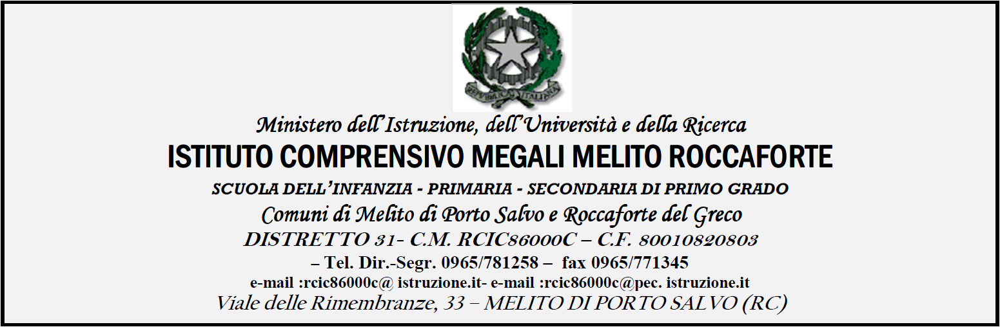 REPVBBLICA ITALIANA
Ministero dell'Istruzione, dell'Università e della Ricerca
ISTITUTO COMPRENSIVO MEGALI MELITO ROCCAFORTE
SCUOLA DELL'INFANZIA - PRIMARIA - SECONDARIA DI PRIMO GRADO
Comuni di Melito di Porto Salvo e Roccaforte del Greco
DISTRETTO 31- C.M. RCIC86000C – C.F. 80010820803
– Tel. Dir.-Segr. 0965/781258 – fax 0965/771345
e-mail :rcic86000c@ istruzione.it- e-mail :rcic86000c@pec. istruzione.it
Viale delle Rimembranze, 33 – MELITO DI PORTO SALVO (RC)